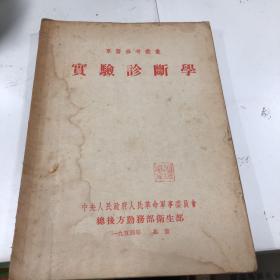 軍醫參考叢書
實驗診斷學
中央人民政府人民革命軍事委員會
總後方勤務部衛生部
一九五四年 北京